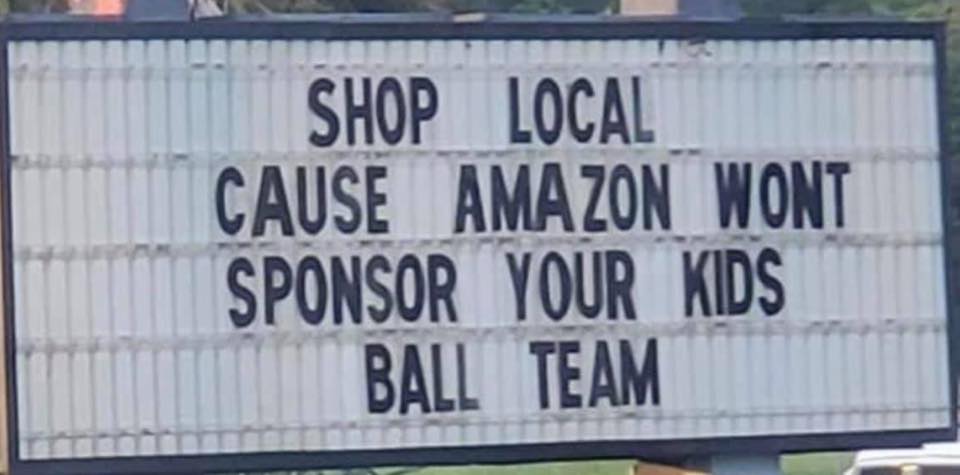 SHOP LOCAL
CAUSE AMAZON WONT
SPONSOR YOUR KIDS
BALL TEAM